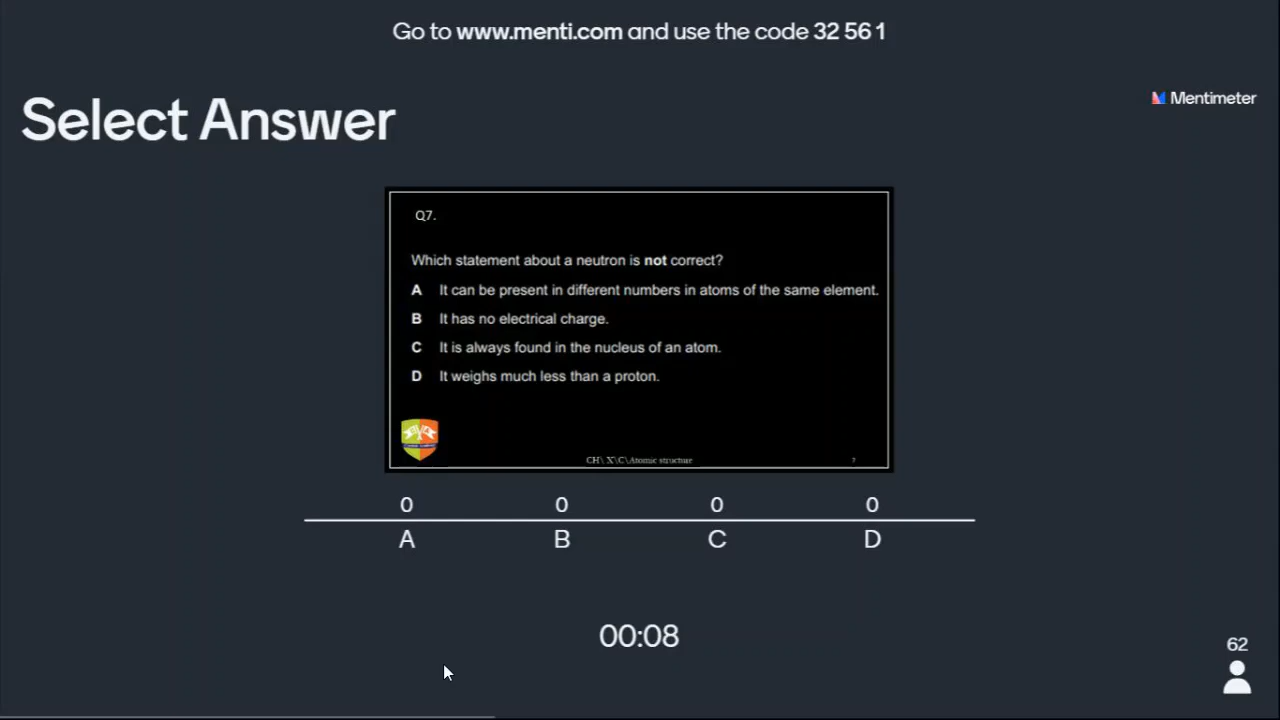 Go to www.menti.com and use the code 32 56 1
Select Answer
Mentimeter
Q7.
Which statement about a neutron is not correct?
A It can be present in different numbers in atoms of the same element.
B It has no electrical charge.
C It is always found in the nucleus of an atom.
D It weighs much less than a proton.
CH\ X\C\Atomic structure 7
0 0 0 0
A B C D
00:08
62